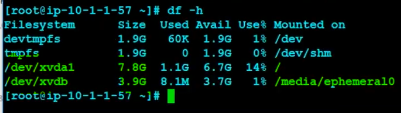 [root@ip-10-1-1-57 ~]# df -h
Filesystem      Size  Used Avail Use% Mounted on
devtmpfs        1.9G   60K  1.9G   1% /dev
tmpfs           1.9G     0  1.9G   0% /dev/shm
/dev/xvda1      7.8G  1.1G  6.7G  14% /
/dev/xvdb       3.9G  8.1M  3.7G   1% /media/ephemeral0
[root@ip-10-1-1-57 ~]#